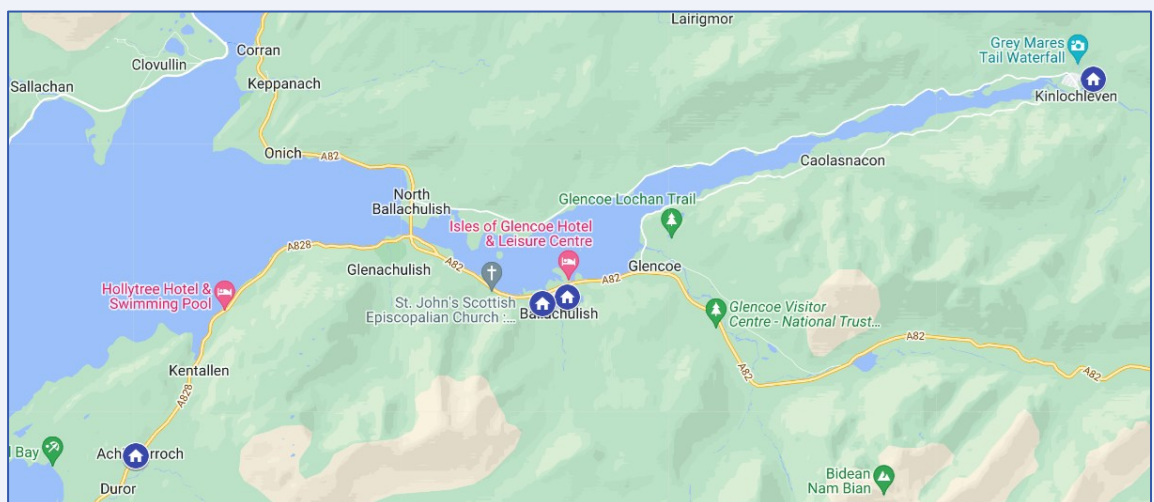 Lairigmor
Corran
Grey Mares
Tail Waterfall
Clovullin
Keppanach
Sallachan
Kinlochleven
Onich
A82
Caolasnacon
North
Ballachulish
Glencoe Lochan Trail
Isles of Glencoe Hotel
& Leisure Centre
A828
Glenachulish
A82
Glencoe
A82
Hollytree Hotel &
Swimming Pool
St. John's Scottish
Episcopalian Church :...
Ballachulish
Glencoe Visitor
Centre - National Trust...
A82
Kentallen
A82
A82
A828
Bay
Ach rroch
Duror
Bidean
Nam Bian